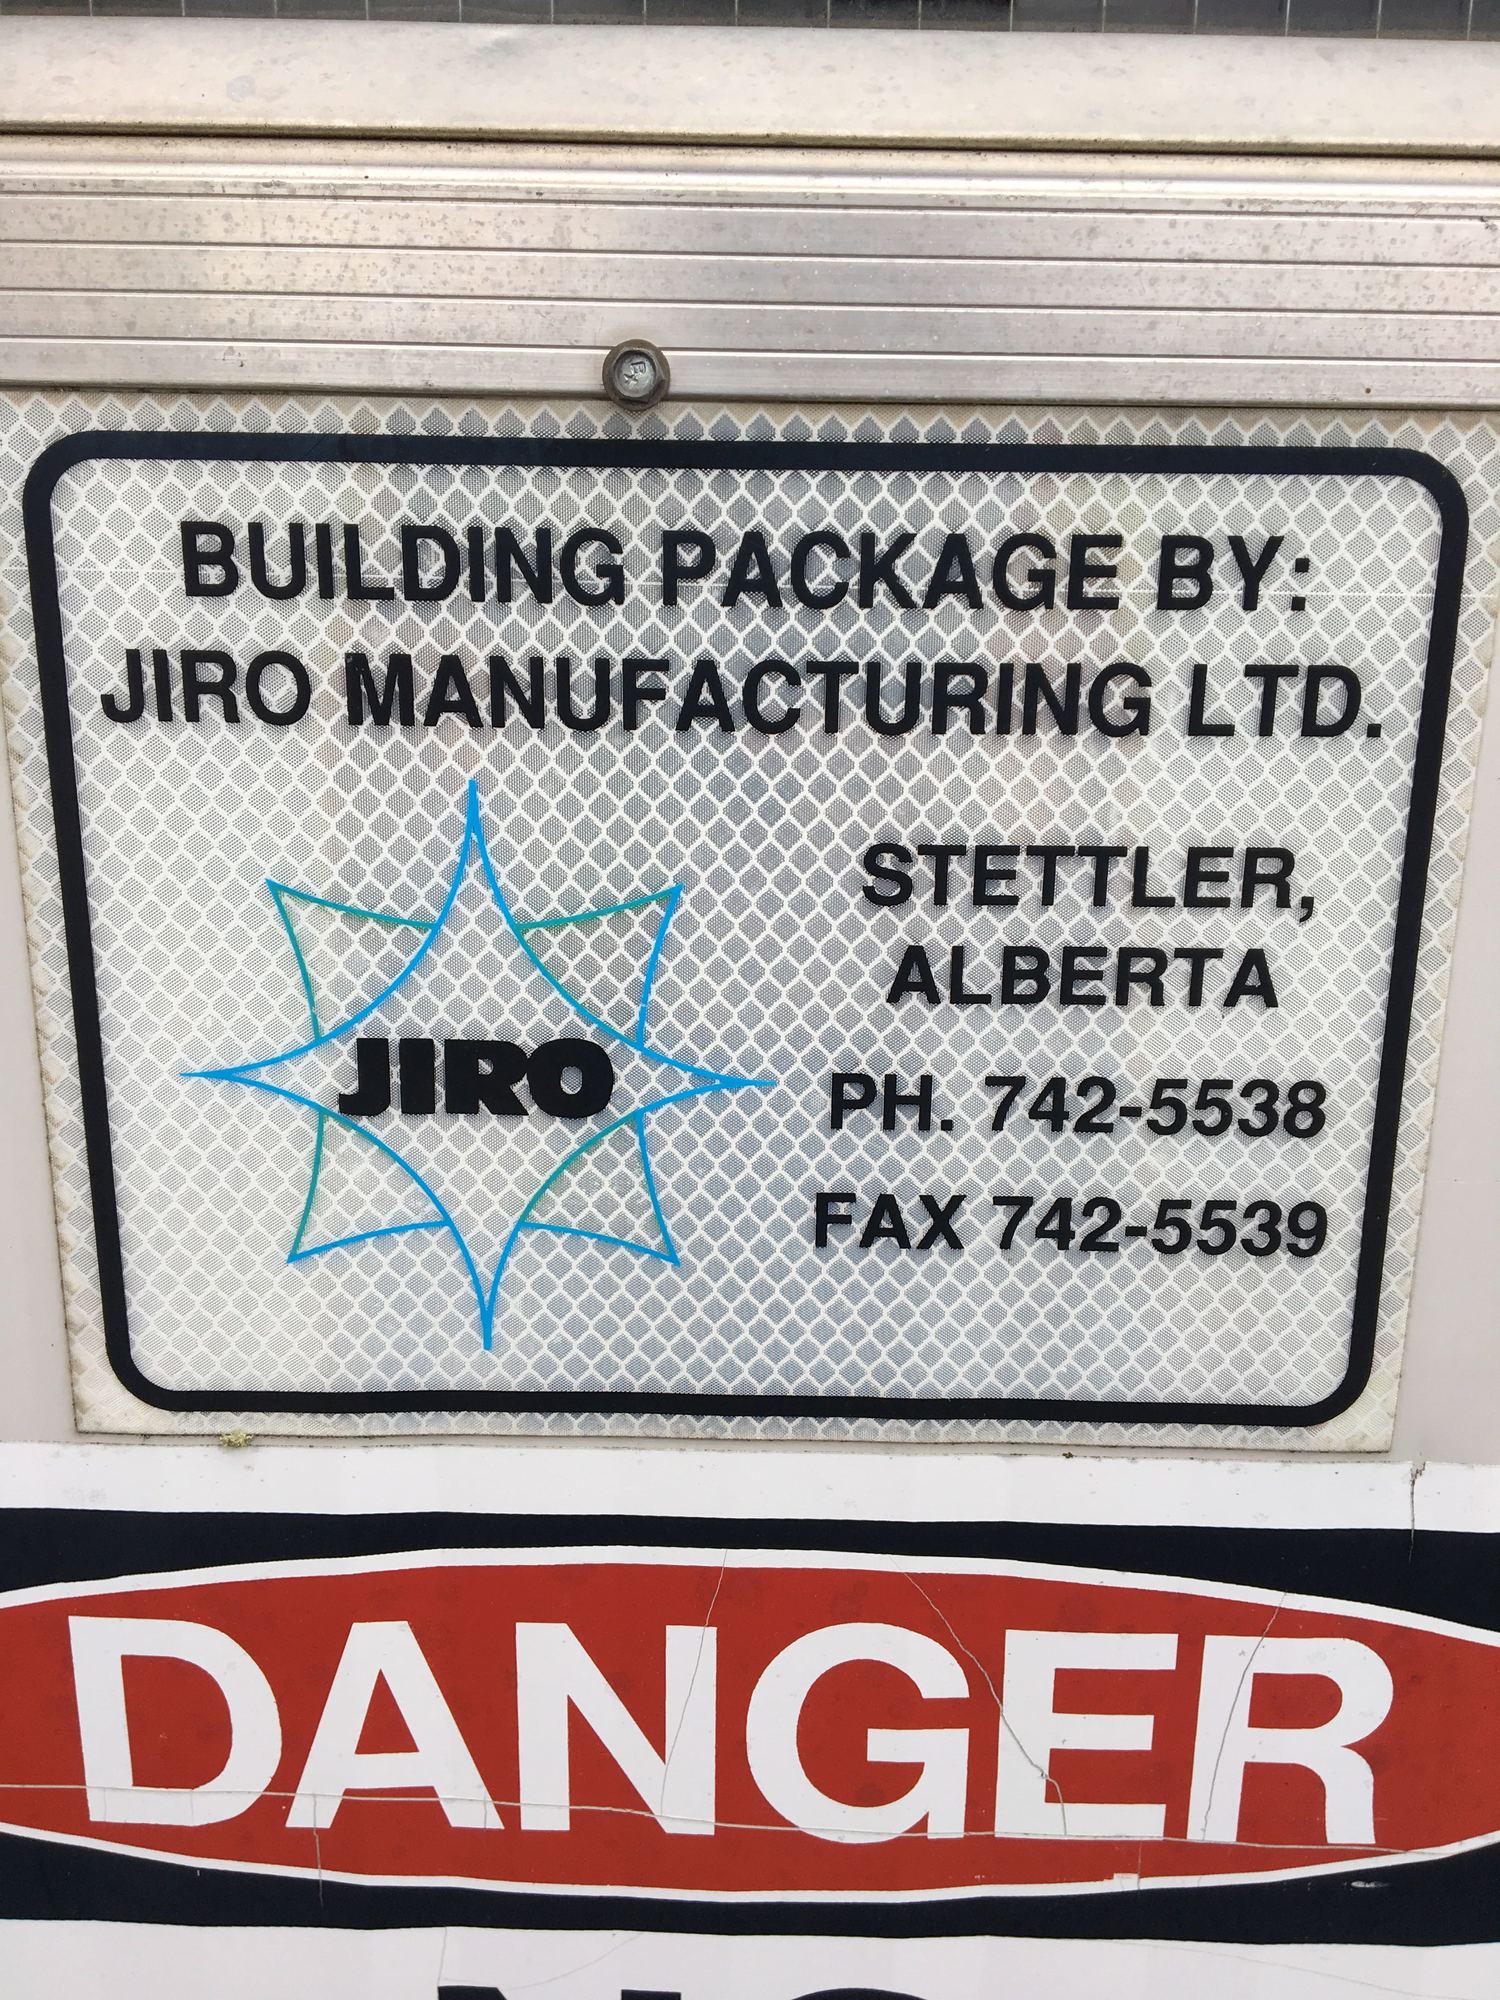 BUILDING PACKAGE BY:
JIRO MANUFACTURING LTD.
JIRO
STETTLER,
ALBERTA
PH. 742-5538
FAX 742-5539
DANGER